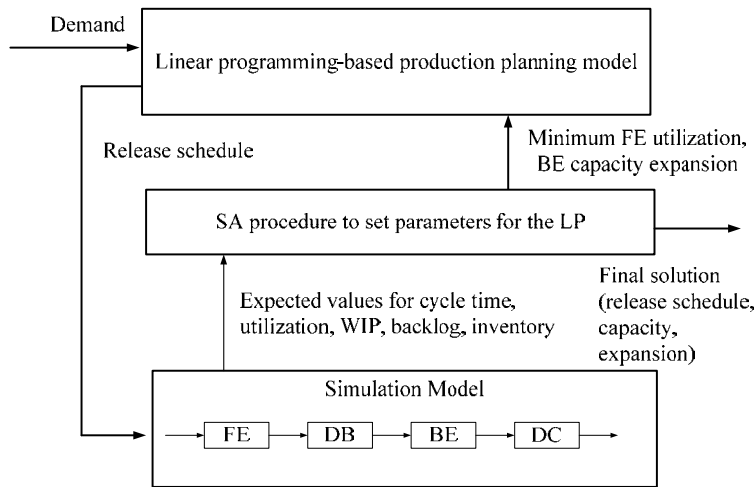 Demand
Linear programming-based production planning model
Release schedule
Minimum FE utilization,
BE capacity expansion
SA procedure to set parameters for the LP
Expected values for cycle time,
utilization, WIP, backlog, inventory
Final solution
(release schedule,
capacity,
expansion)
Simulation Model
FE
DB
BE
DC